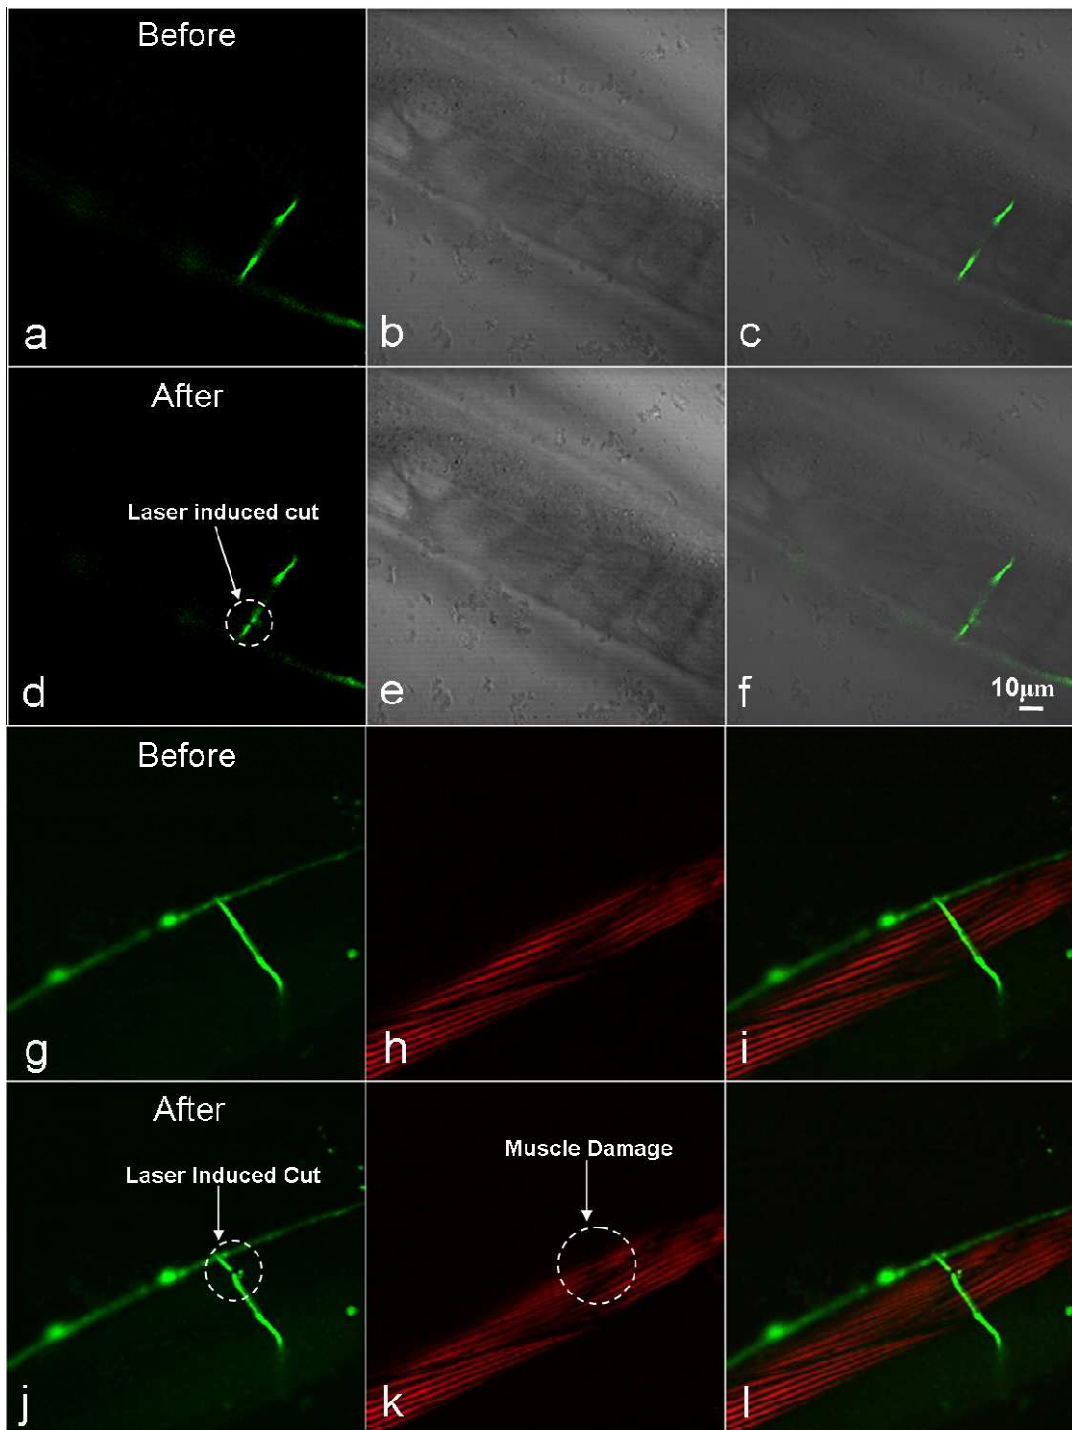 Before
a
b
c
After
Laser induced cut
d
e
f
10µm
Before
g
h
i
After
Laser Induced Cut
Muscle Damage
j
k
l